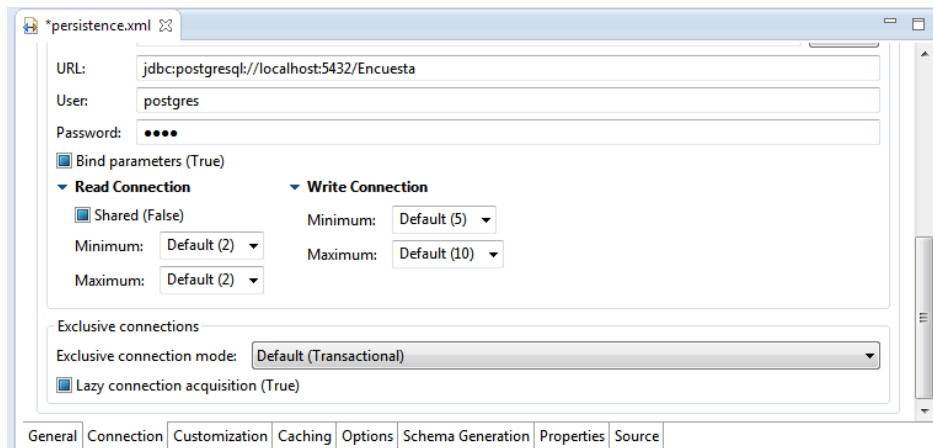 *persistence.xml
URL: jdbc:postgresql://localhost:5432/Encuesta
User: postgres
Password: ●●●●
Bind parameters (True)
Read Connection Write Connection
Shared (False) Minimum: Default (5)
Minimum: Default (2) Maximum: Default (10)
Maximum: Default (2)
Exclusive connections
Exclusive connection mode: Default (Transactional)
Lazy connection acquisition (True)
General Connection Customization Caching Options Schema Generation Properties Source